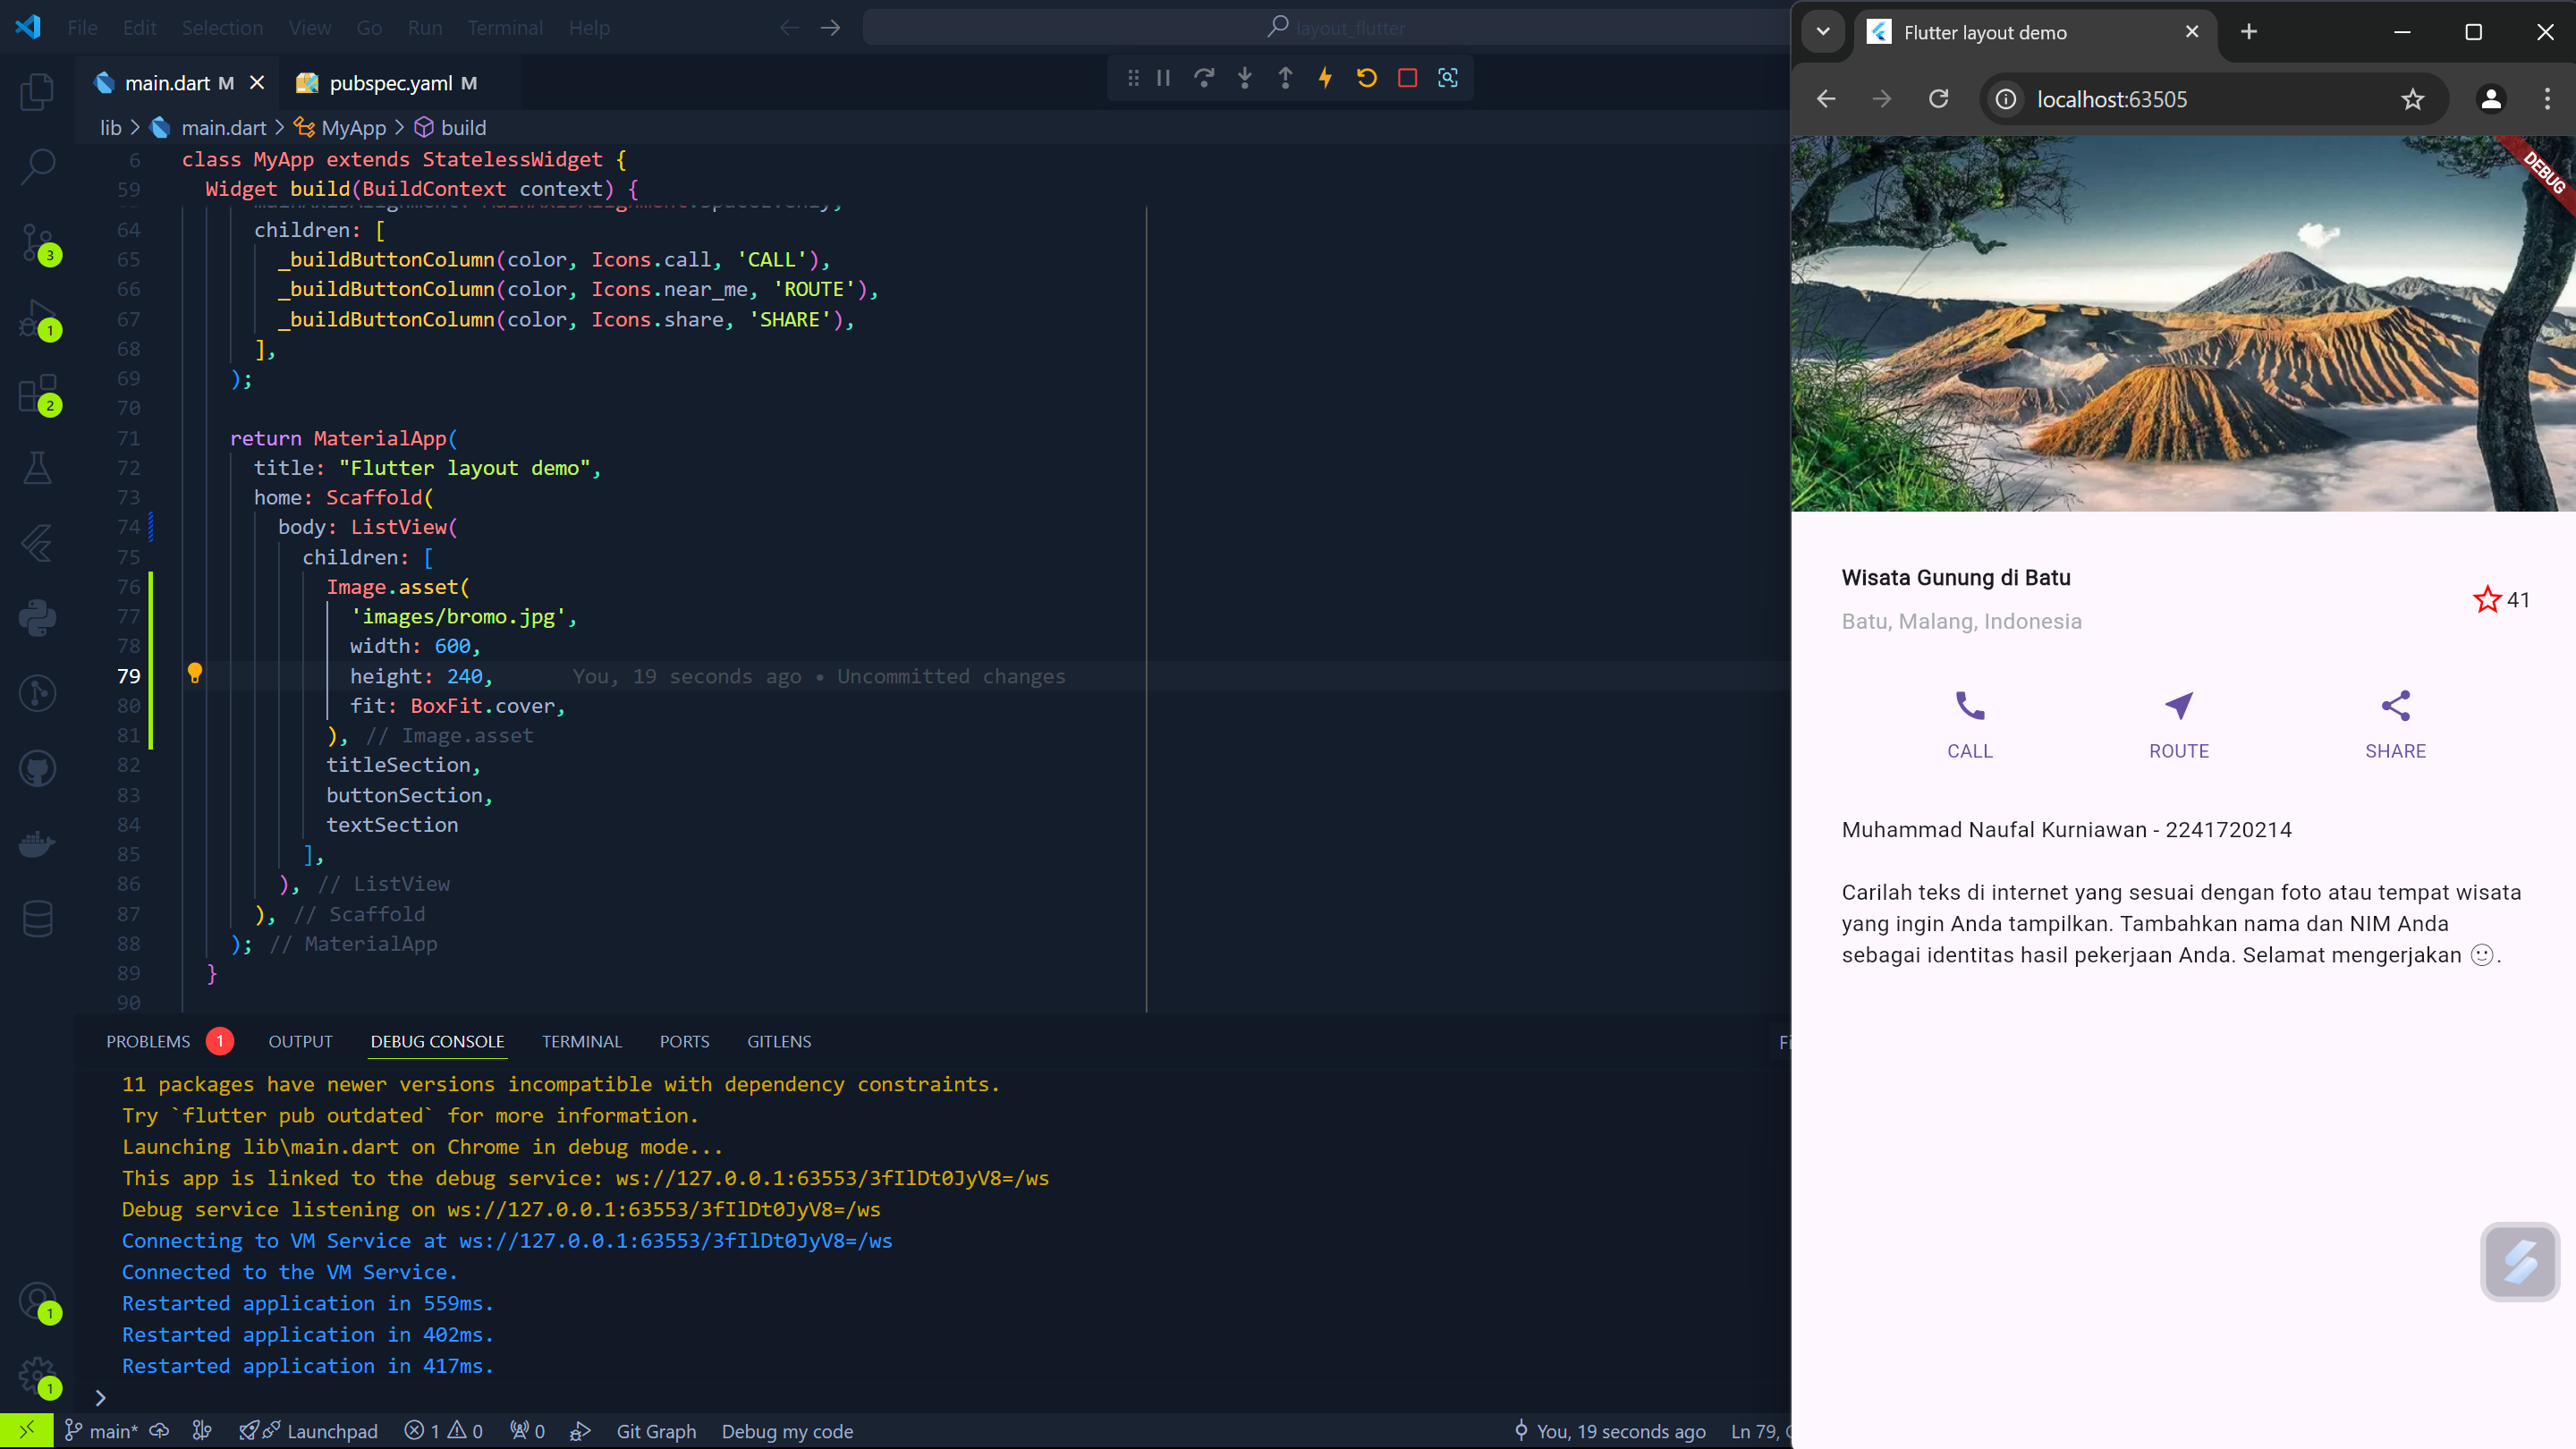 File Edit Selection View Go Run Terminal Help
layout_flutter
main.dart M
pubspec.yaml M
lib > main.dart > MyApp > build
6 class MyApp extends StatelessWidget {
59 Widget build(BuildContext context) {
64 children: [
65 _buildButtonColumn(color, Icons.call, 'CALL'),
66 _buildButtonColumn(color, Icons.near_me, 'ROUTE'),
67 _buildButtonColumn(color, Icons.share, 'SHARE'),
68 ],
69 );
70
71 return MaterialApp(
72 title: "Flutter layout demo",
73 home: Scaffold(
74 body: ListView(
75 children: [
76 Image.asset(
77 'images/bromo.jpg',
78 width: 600,
79 height: 240, You, 19 seconds ago • Uncommitted changes
80 fit: BoxFit.cover,
81 ), // Image.asset
82 titleSection,
83 buttonSection,
84 textSection
85 ],
86 ), // ListView
87 ), // Scaffold
88 ); // MaterialApp
89 }
90
3
1
2
1
1
PROBLEMS 1 OUTPUT DEBUG CONSOLE TERMINAL PORTS GITLENS
11 packages have newer versions incompatible with dependency constraints.
Try `flutter pub outdated` for more information.
Launching lib\main.dart on Chrome in debug mode...
This app is linked to the debug service: ws://127.0.0.1:63553/3fIlDt0JyV8=/ws
Debug service listening on ws://127.0.0.1:63553/3fIlDt0JyV8=/ws
Connecting to VM Service at ws://127.0.0.1:63553/3fIlDt0JyV8=/ws
Connected to the VM Service.
Restarted application in 559ms.
Restarted application in 402ms.
Restarted application in 417ms.
>
main* Launchpad 1 0 0 Git Graph Debug my code You, 19 seconds ago Ln 79,
Flutter layout demo
localhost:63505
DEBUG
Wisata Gunung di Batu
Batu, Malang, Indonesia
41
CALL ROUTE SHARE
Muhammad Naufal Kurniawan - 2241720214
Carilah teks di internet yang sesuai dengan foto atau tempat wisata
yang ingin Anda tampilkan. Tambahkan nama dan NIM Anda
sebagai identitas hasil pekerjaan Anda. Selamat mengerjakan 🙂.